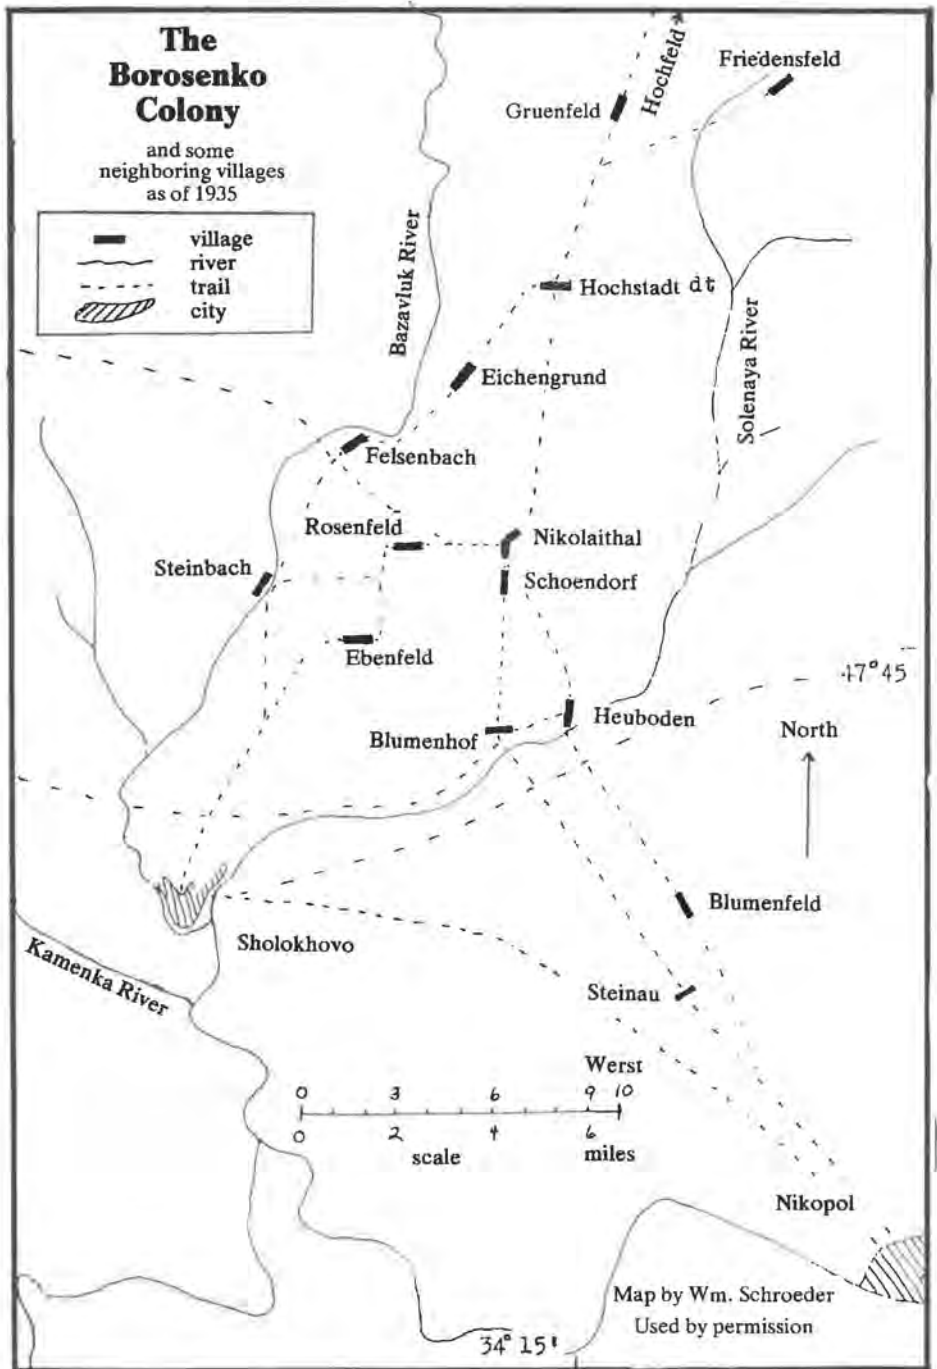 The
Borosenko
Colony
and some
neighboring villages
as of 1935
village
river
trail
city
Hochfeld
Friedensfeld
Gruenfeld
Bazavluk River
Hochstadt dt
Solenaya River
Eichengrund
Felsenbach
Rosenfeld
Nikolaithal
Steinbach
Schoendorf
Ebenfeld
47°45
Heuboden
North
Blumenhof
Blumenfeld
Sholokhovo
Kamenka River
Steinau
Werst
0 3 6 9 10
0 2 4 6
scale miles
Nikopol
Map by Wm. Schroeder
Used by permission
34° 15'